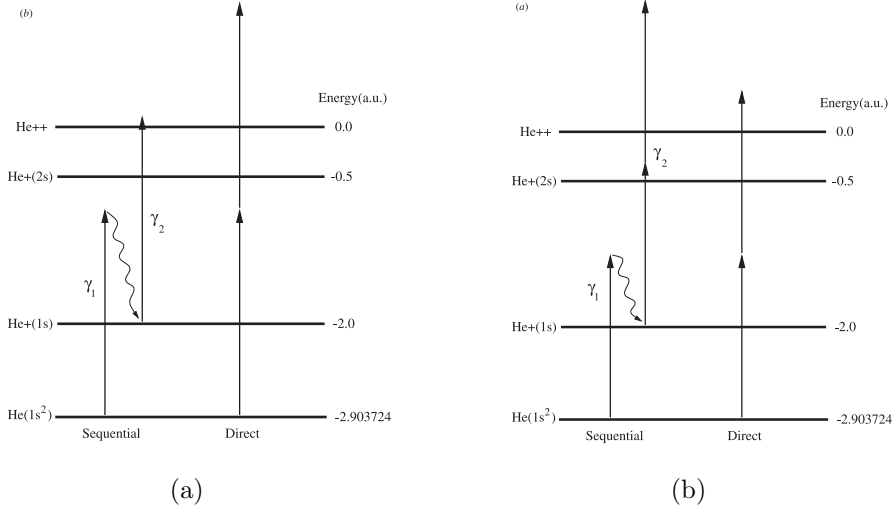 (b)
Energy(a.u.)
He++
0.0
He+(2s)
-0.5
γ1
γ2
He+(1s)
-2.0
He(1s²)
-2.903724
Sequential
Direct
(a)
(a)
Energy(a.u.)
He++
0.0
γ2
He+(2s)
-0.5
γ1
He+(1s)
-2.0
He(1s²)
-2.903724
Sequential
Direct
(b)